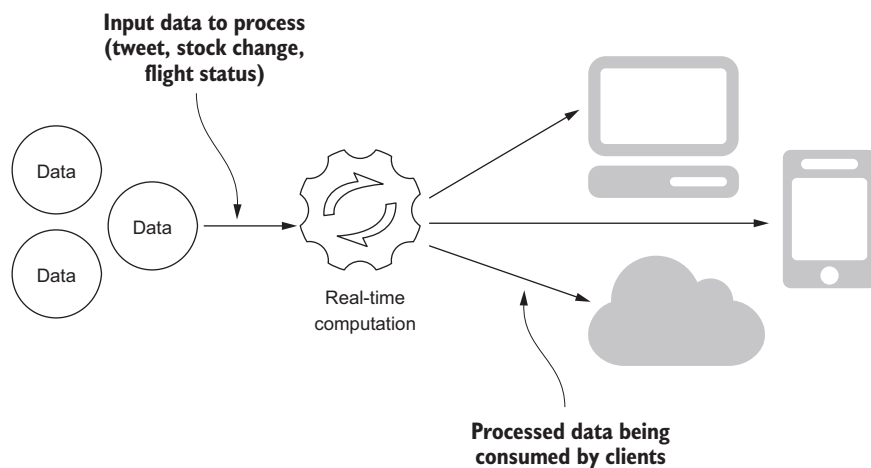 Input data to process
(tweet, stock change,
flight status)
Data
Data
Data
Real-time
computation
Processed data being
consumed by clients